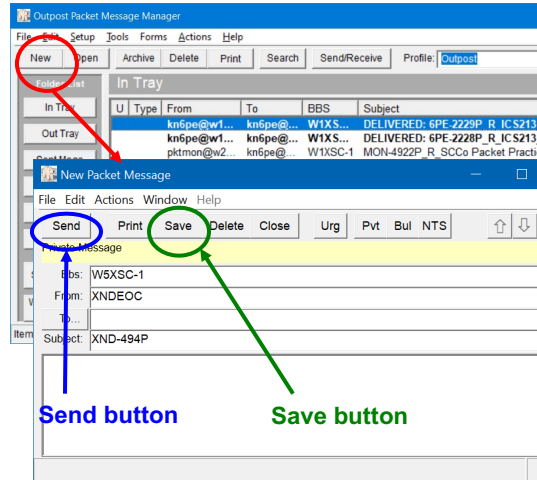 Outpost Packet Message Manager
File Edit Setup Tools Forms Actions Help
New Open Archive Delete Print Search Send/Receive Profile: Outpost
Folder List In Tray
In Tray U Type From To BBS Subject
kn6pe@w1... kn6pe@... W1XS... DELIVERED: 6PE-2229P_R_ICS213
Out Tray kn6pe@w1... kn6pe@... W1XS... DELIVERED: 6PE-2228P_R_ICS213
pktmon@w2... kn6pe@... W1XSC-1 MON-4922P_R_SCCo Packet Practi
New Packet Message
File Edit Actions Window Help
Send Print Save Delete Close Urg Pvt Bul NTS
Private Message
Bbs: W5XSC-1
From: XNDEOC
To...
Item
Subject: XND-494P
Send button Save button